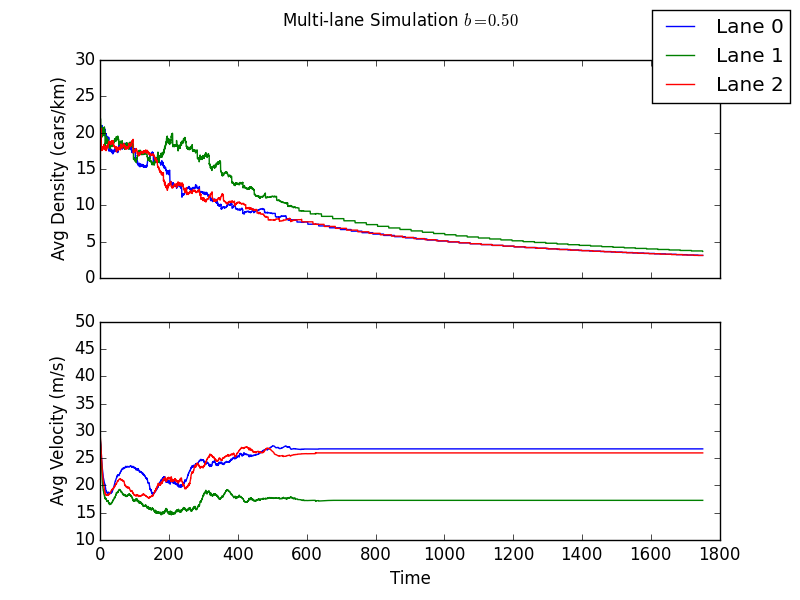 Multi-lane Simulation b=0.50
Lane 0
Lane 1
Lane 2
Avg Density (cars/km)
30
25
20
15
10
5
0
Avg Velocity (m/s)
50
45
40
35
30
25
20
15
10
0 200 400 600 800 1000 1200 1400 1600 1800
Time